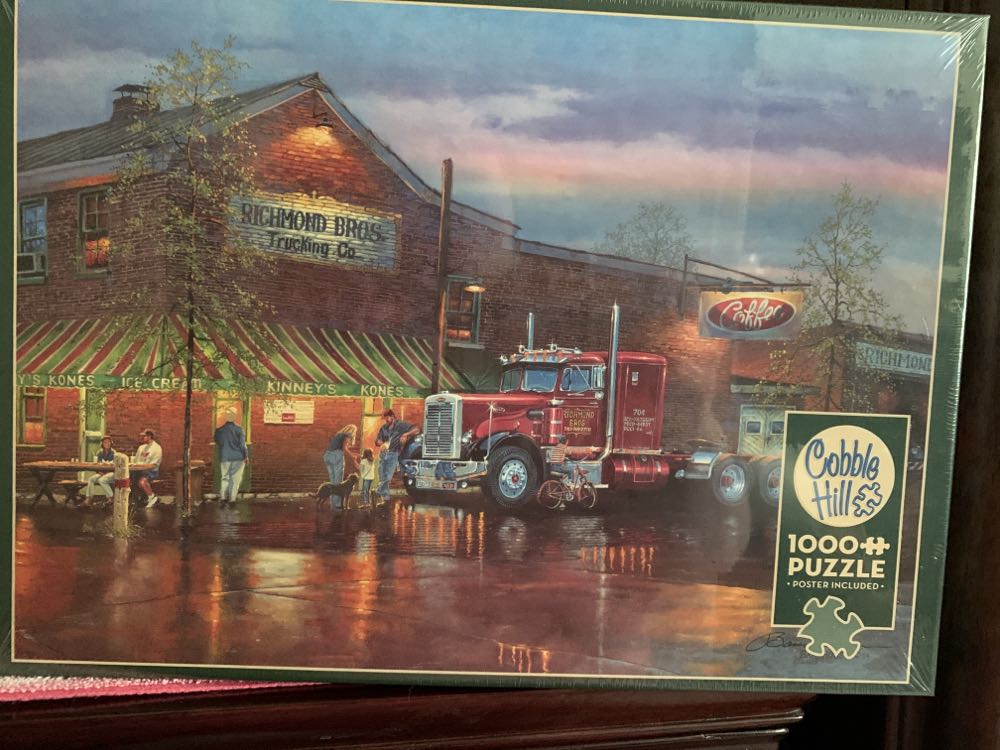 RICHMOND BROS.
Trucking Co.
Coffee
RICHMOND
Y'S KONES ICE CREAM KINNEY'S KONES
RICHMOND
BROS
704
Cobble
Hill
1000
PUZZLE
• POSTER INCLUDED •